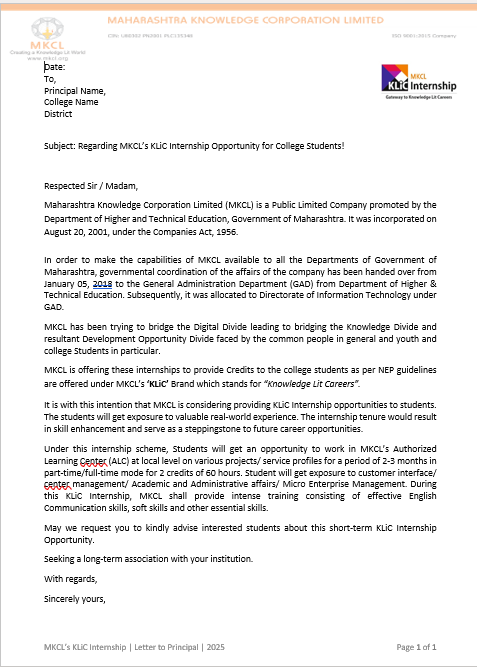 MAHARASHTRA KNOWLEDGE CORPORATION LIMITED
ISO 9001:2015 Company
MKCL
Creating a Knowledge Lit World
www.mkcl.org
Date:
To,
Principal Name,
College Name
District
MKCL
KLiC Internship
Gateway to Knowledge Lit Careers
Subject: Regarding MKCL's KLiC Internship Opportunity for College Students!
Respected Sir / Madam,
Maharashtra Knowledge Corporation Limited (MKCL) is a Public Limited Company promoted by the
Department of Higher and Technical Education, Government of Maharashtra. It was incorporated on
August 20, 2001, under the Companies Act, 1956.
In order to make the capabilities of MKCL available to all the Departments of Government of
Maharashtra, governmental coordination of the affairs of the company has been handed over from
January 05, 2018 to the General Administration Department (GAD) from Department of Higher &
Technical Education. Subsequently, it was allocated to Directorate of Information Technology under
GAD.
MKCL has been trying to bridge the Digital Divide leading to bridging the Knowledge Divide and
resultant Development Opportunity Divide faced by the common people in general and youth and
college Students in particular.
MKCL is offering these internships to provide Credits to the college students as per NEP guidelines
are offered under MKCL's 'KLiC' Brand which stands for "Knowledge Lit Careers".
It is with this intention that MKCL is considering providing KLiC Internship opportunities to students.
The students will get exposure to valuable real-world experience. The internship tenure would result
in skill enhancement and serve as a steppingstone to future career opportunities.
Under this internship scheme, Students will get an opportunity to work in MKCL's Authorized
Learning Center (ALC) at local level on various projects/ service profiles for a period of 2-3 months in
part-time/full-time mode for 2 credits of 60 hours. Student will get exposure to customer interface/
center management/ Academic and Administrative affairs/ Micro Enterprise Management. During
this KLiC Internship, MKCL shall provide intense training consisting of effective English
Communication skills, soft skills and other essential skills.
May we request you to kindly advise interested students about this short-term KLiC Internship
Opportunity.
Seeking a long-term association with your institution.
With regards,
Sincerely yours,
MKCL's KLiC Internship | Letter to Principal | 2025
Page 1 of 1